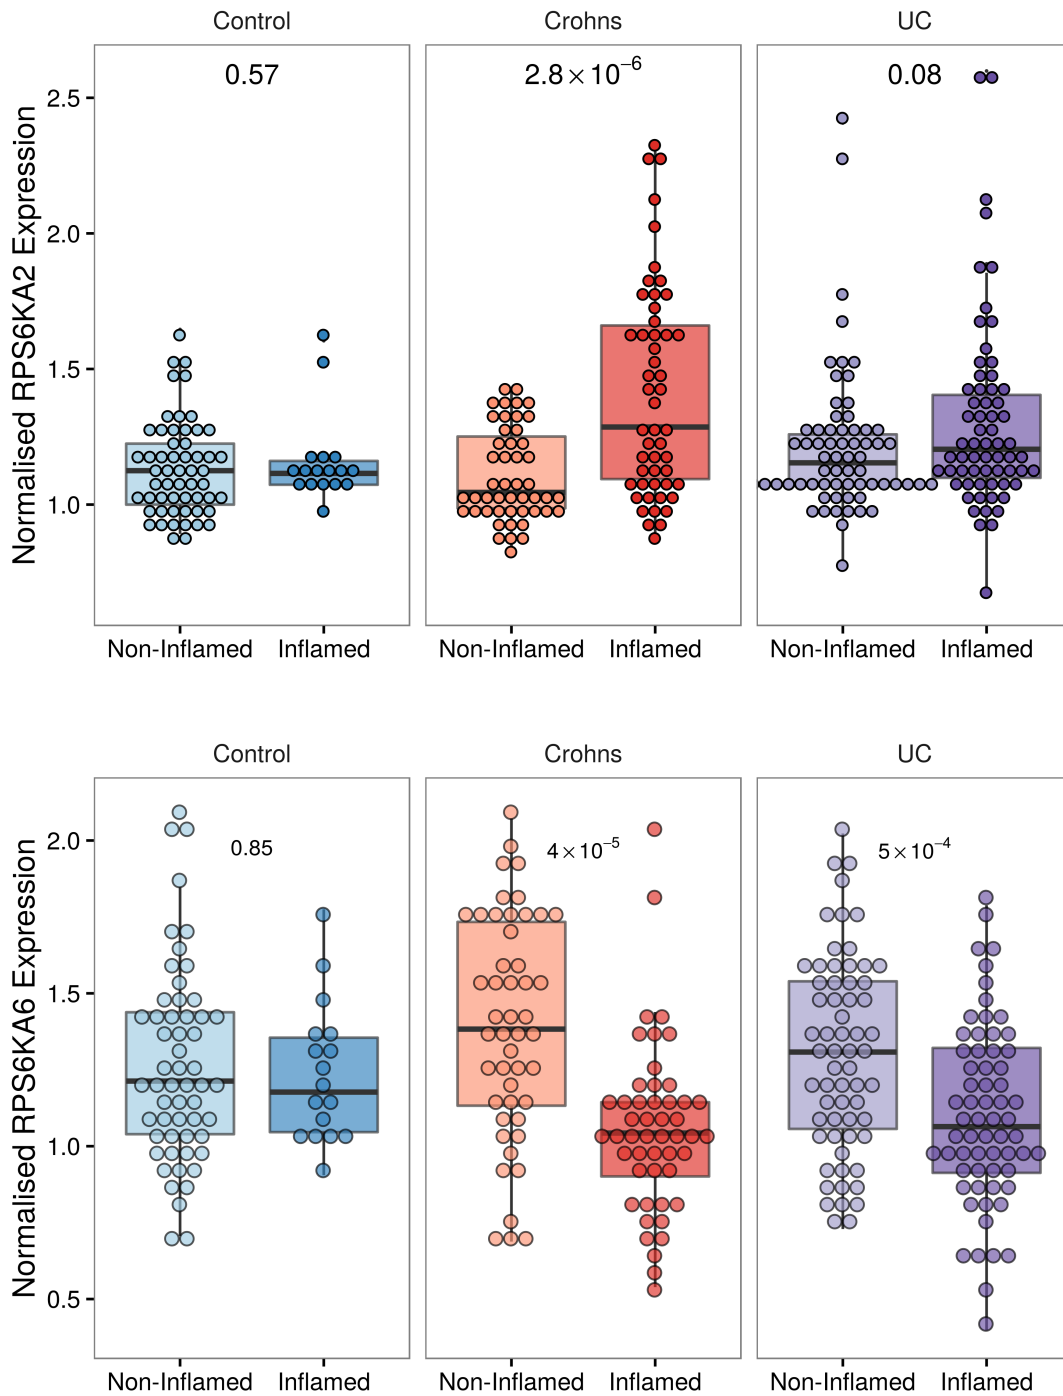 Control Crohns UC
0.57 2.8×10⁻⁶ 0.08
Normalised RPS6KA2 Expression
2.5
2.0
1.5
1.0
Non-Inflamed Inflamed Non-Inflamed Inflamed Non-Inflamed Inflamed
Control Crohns UC
0.85 4×10⁻⁵ 5×10⁻⁴
Normalised RPS6KA6 Expression
2.0
1.5
1.0
0.5
Non-Inflamed Inflamed Non-Inflamed Inflamed Non-Inflamed Inflamed